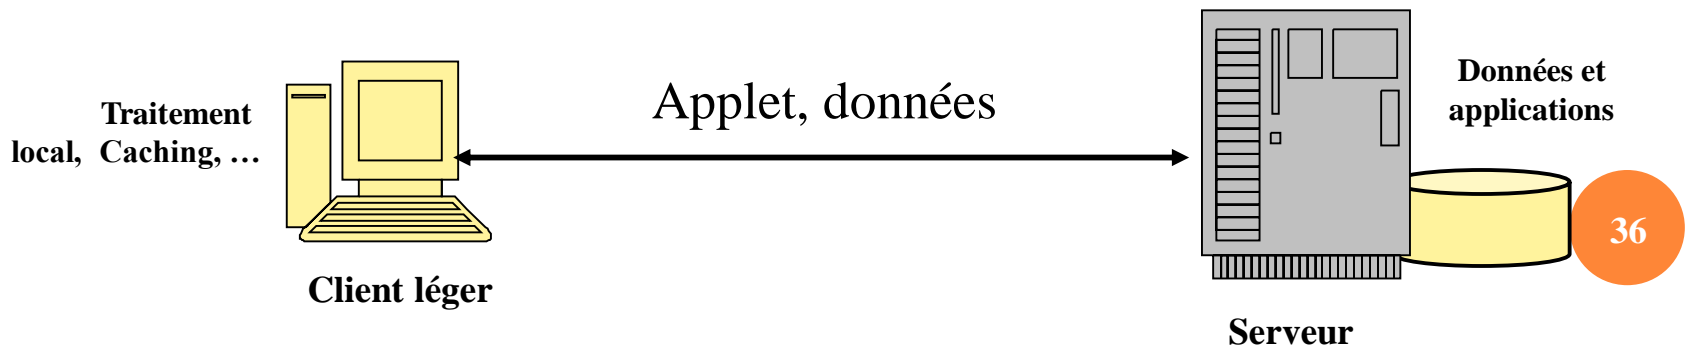 Traitement
local, Caching, …
Client léger
Applet, données
Données et
applications
36
Serveur